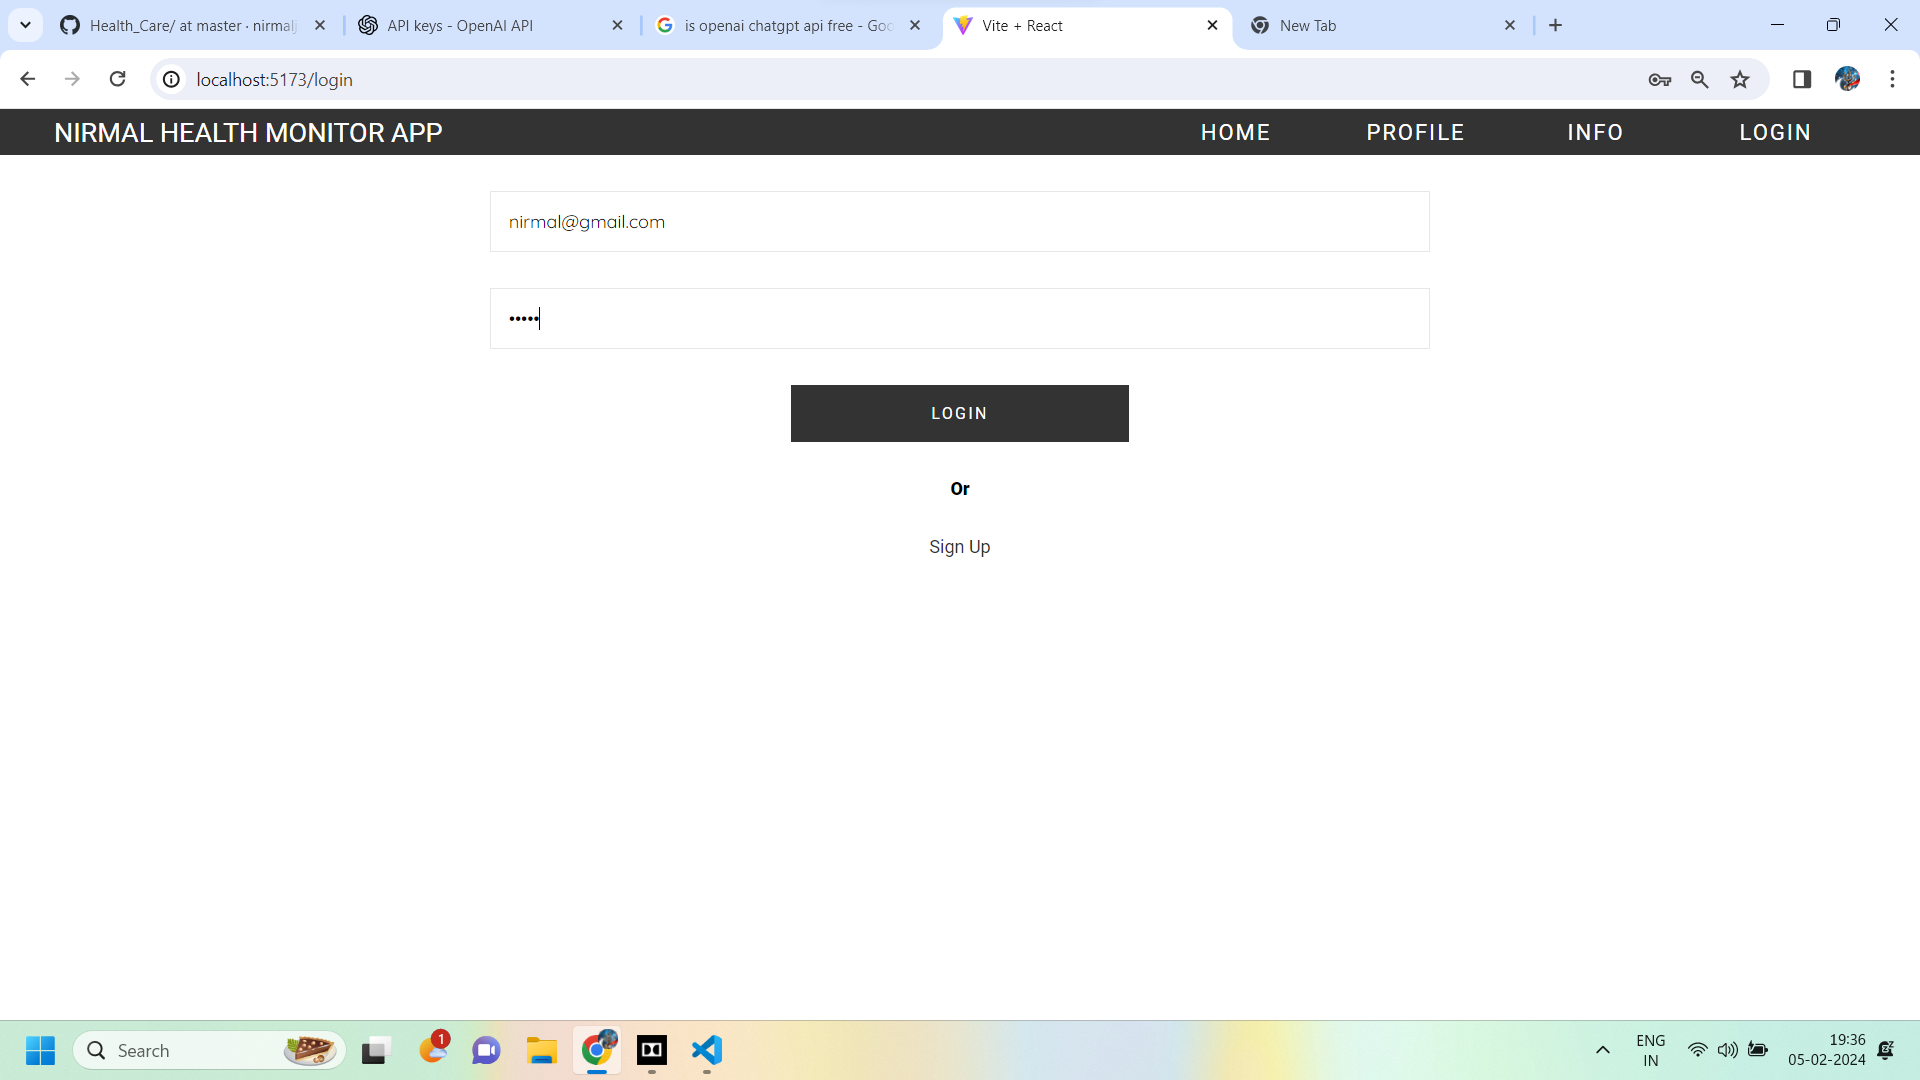 Health_Care/ at master · nirmalj
API keys - OpenAI API
is openai chatgpt api free - Goo
Vite + React
New Tab
localhost:5173/login
NIRMAL HEALTH MONITOR APP
HOME
PROFILE
INFO
LOGIN
nirmal@gmail.com
•••••
LOGIN
Or
Sign Up
Search
1
ENG
IN
19:36
05-02-2024